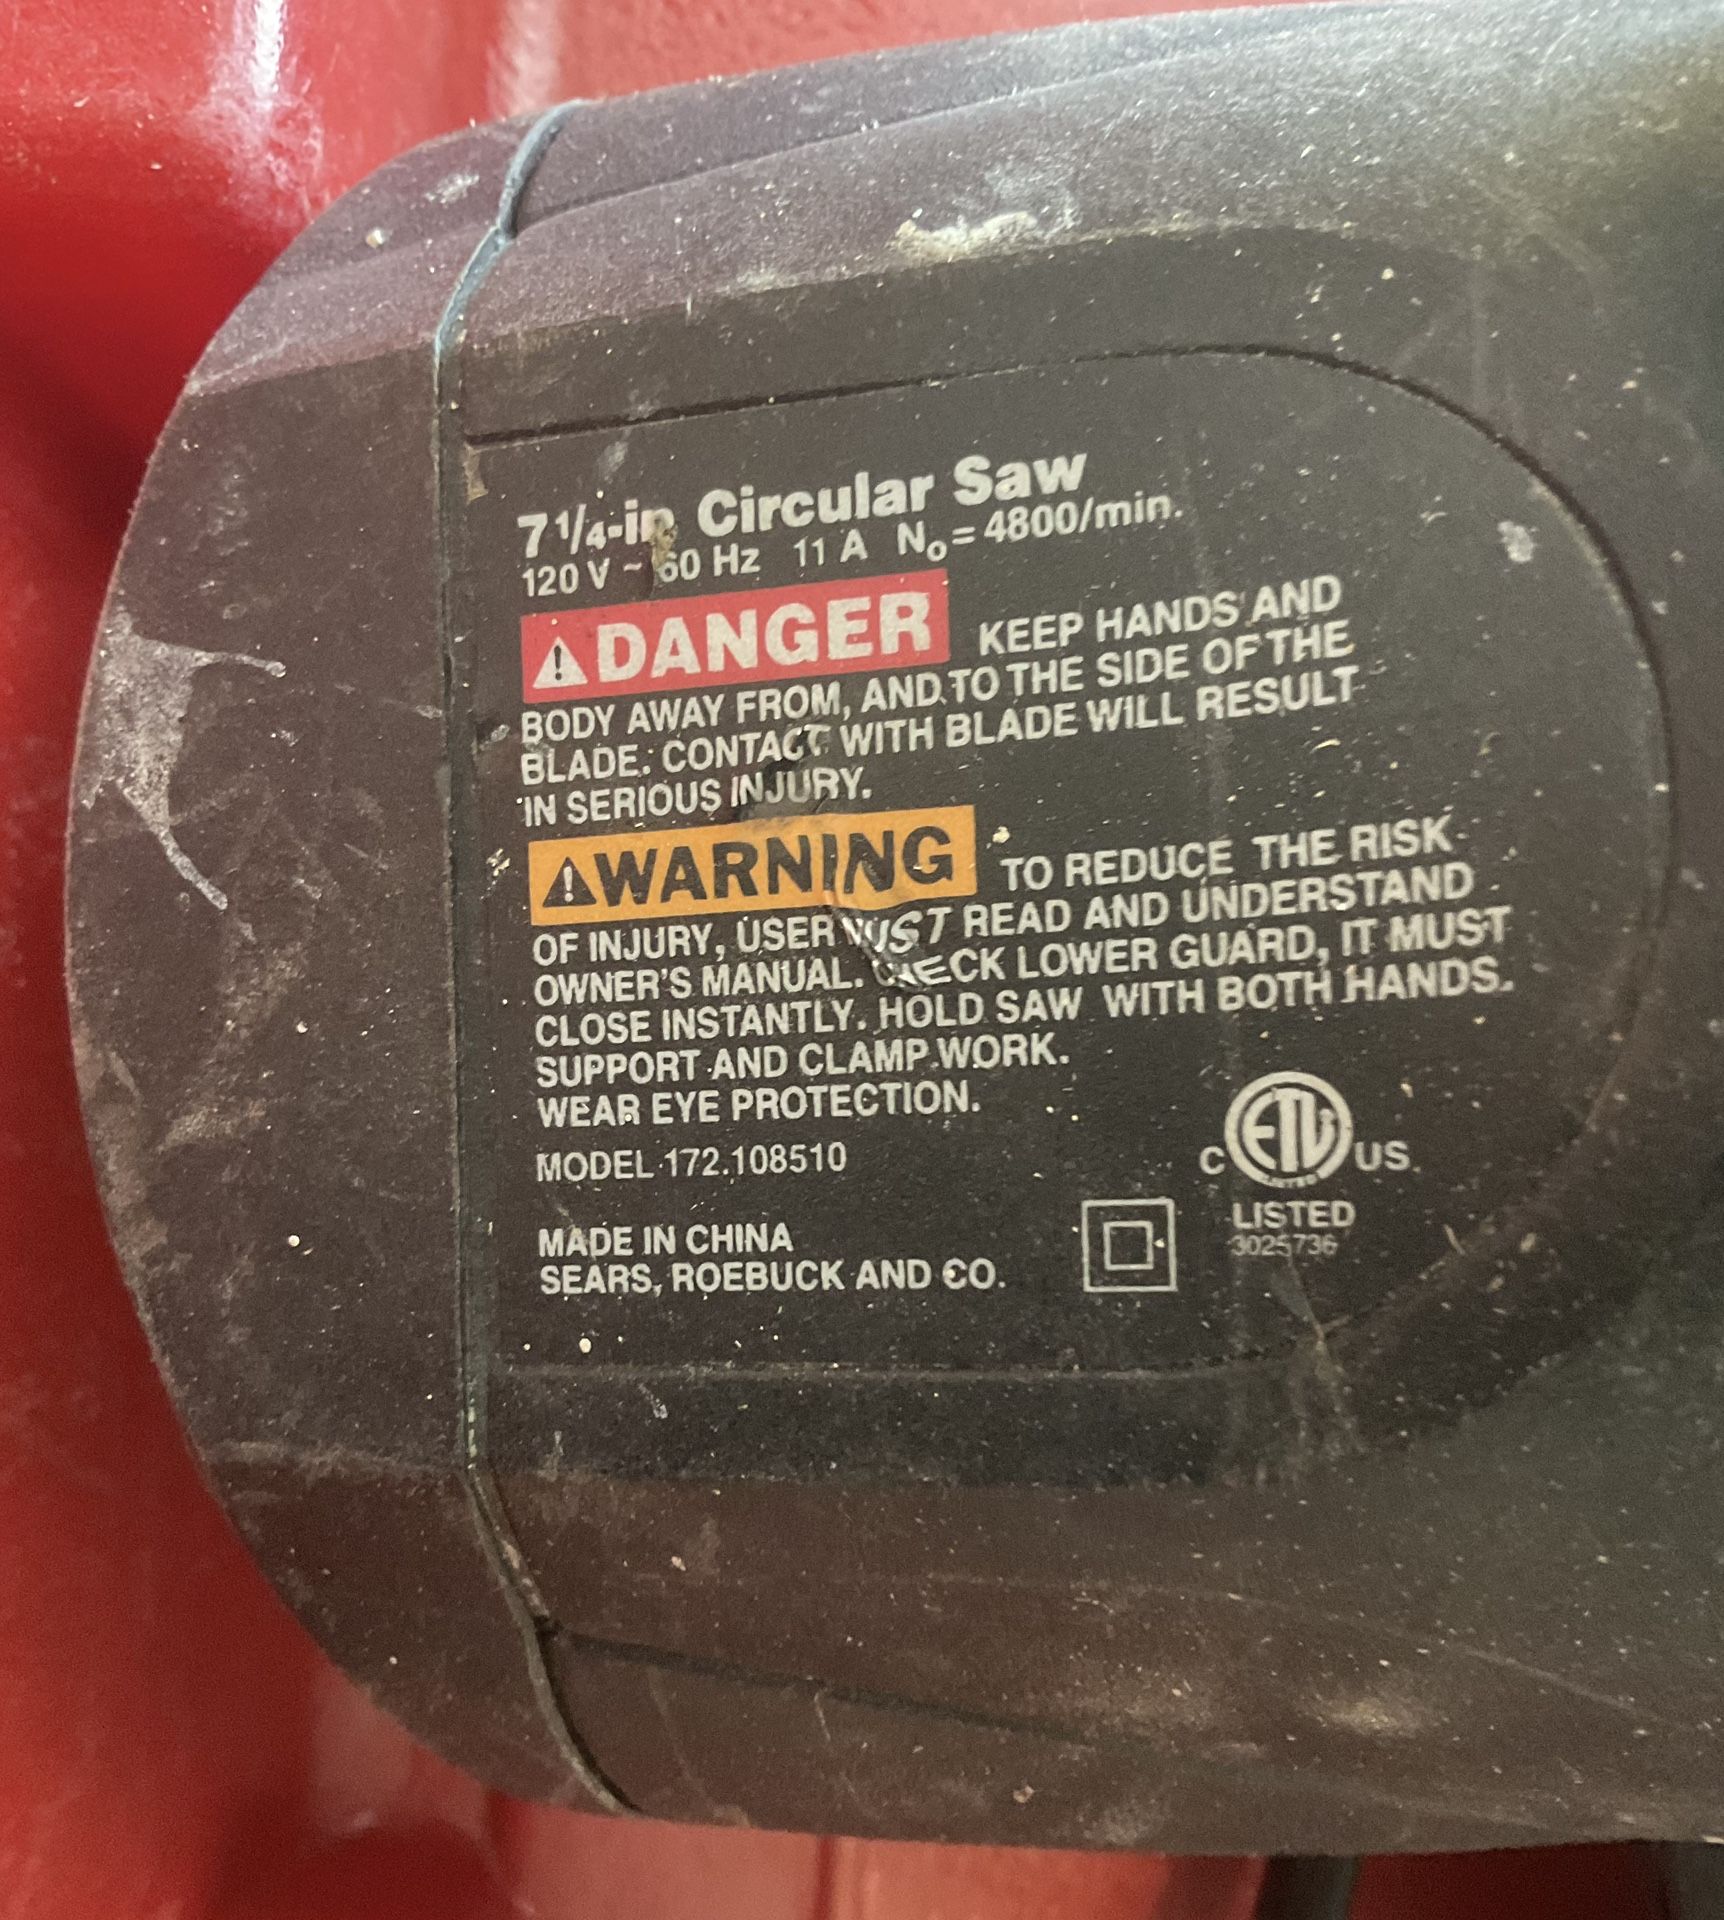 7 1/4-in Circular Saw
120 V ~ 60 Hz 11 A No = 4800/min.
⚠DANGER KEEP HANDS AND
BODY AWAY FROM, AND TO THE SIDE OF THE
BLADE. CONTACT WITH BLADE WILL RESULT
IN SERIOUS INJURY.
⚠WARNING TO REDUCE THE RISK
OF INJURY, USER MUST READ AND UNDERSTAND
OWNER'S MANUAL. CHECK LOWER GUARD, IT MUST
CLOSE INSTANTLY. HOLD SAW WITH BOTH HANDS.
SUPPORT AND CLAMP WORK.
WEAR EYE PROTECTION.
MODEL 172.108510
C ETL US
LISTED
3025736
MADE IN CHINA
SEARS, ROEBUCK AND CO.